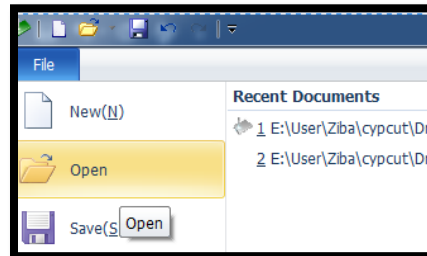 File
New(N)
Recent Documents
1 E:\User\Ziba\cypcut\D
Open
2 E:\User\Ziba\cypcut\D
Save(S
Open